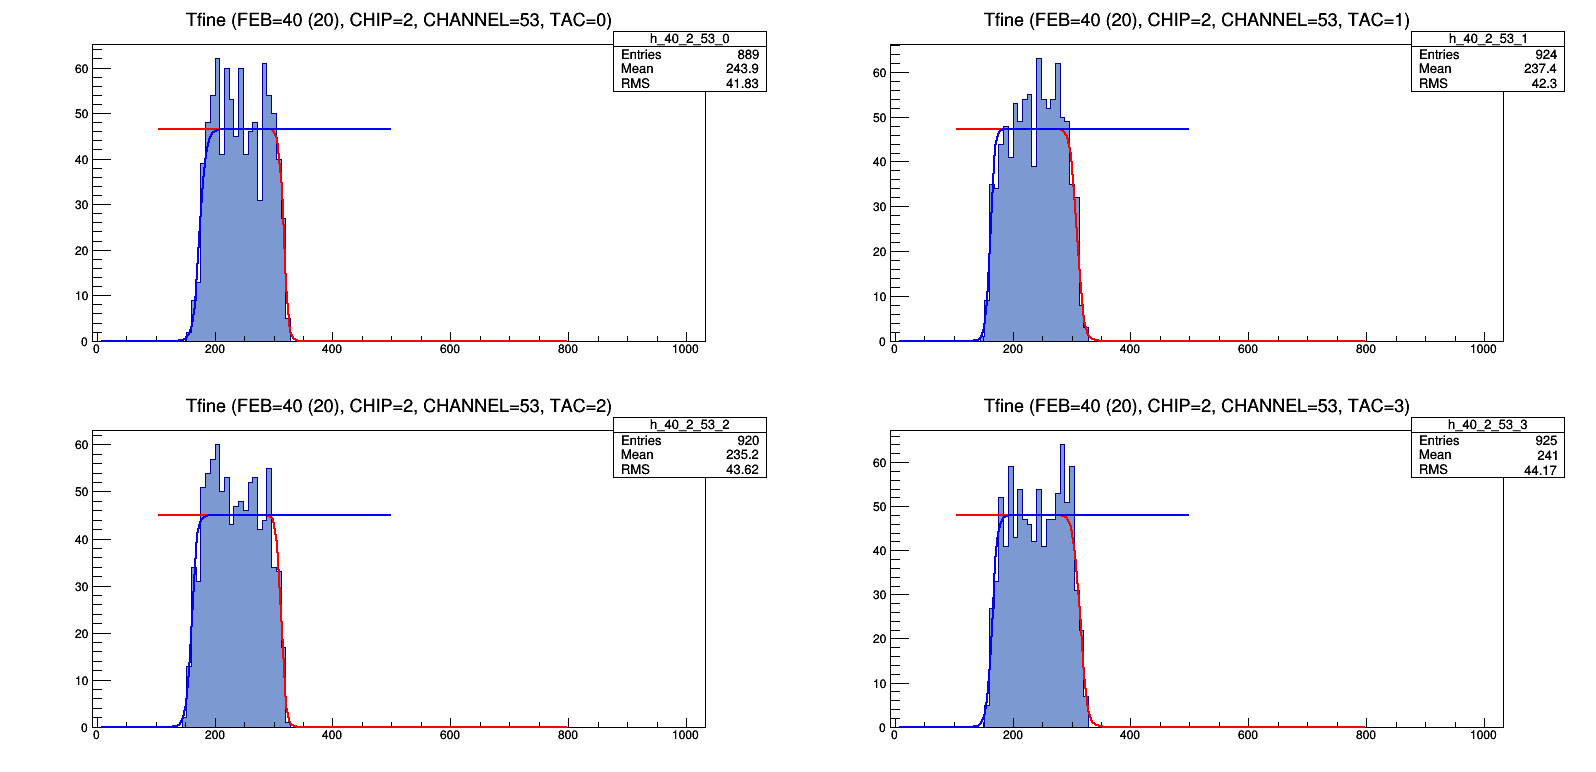 Tfine (FEB=40 (20), CHIP=2, CHANNEL=53, TAC=0)
h_40_2_53_0
Entries 889
Mean 243.9
RMS 41.83
60
50
40
30
20
10
0
0 200 400 600 800 1000
Tfine (FEB=40 (20), CHIP=2, CHANNEL=53, TAC=1)
h_40_2_53_1
Entries 924
Mean 237.4
RMS 42.3
60
50
40
30
20
10
0
0 200 400 600 800 1000
Tfine (FEB=40 (20), CHIP=2, CHANNEL=53, TAC=2)
h_40_2_53_2
Entries 920
Mean 235.2
RMS 43.62
60
50
40
30
20
10
0
0 200 400 600 800 1000
Tfine (FEB=40 (20), CHIP=2, CHANNEL=53, TAC=3)
h_40_2_53_3
Entries 925
Mean 241
RMS 44.17
60
50
40
30
20
10
0
0 200 400 600 800 1000